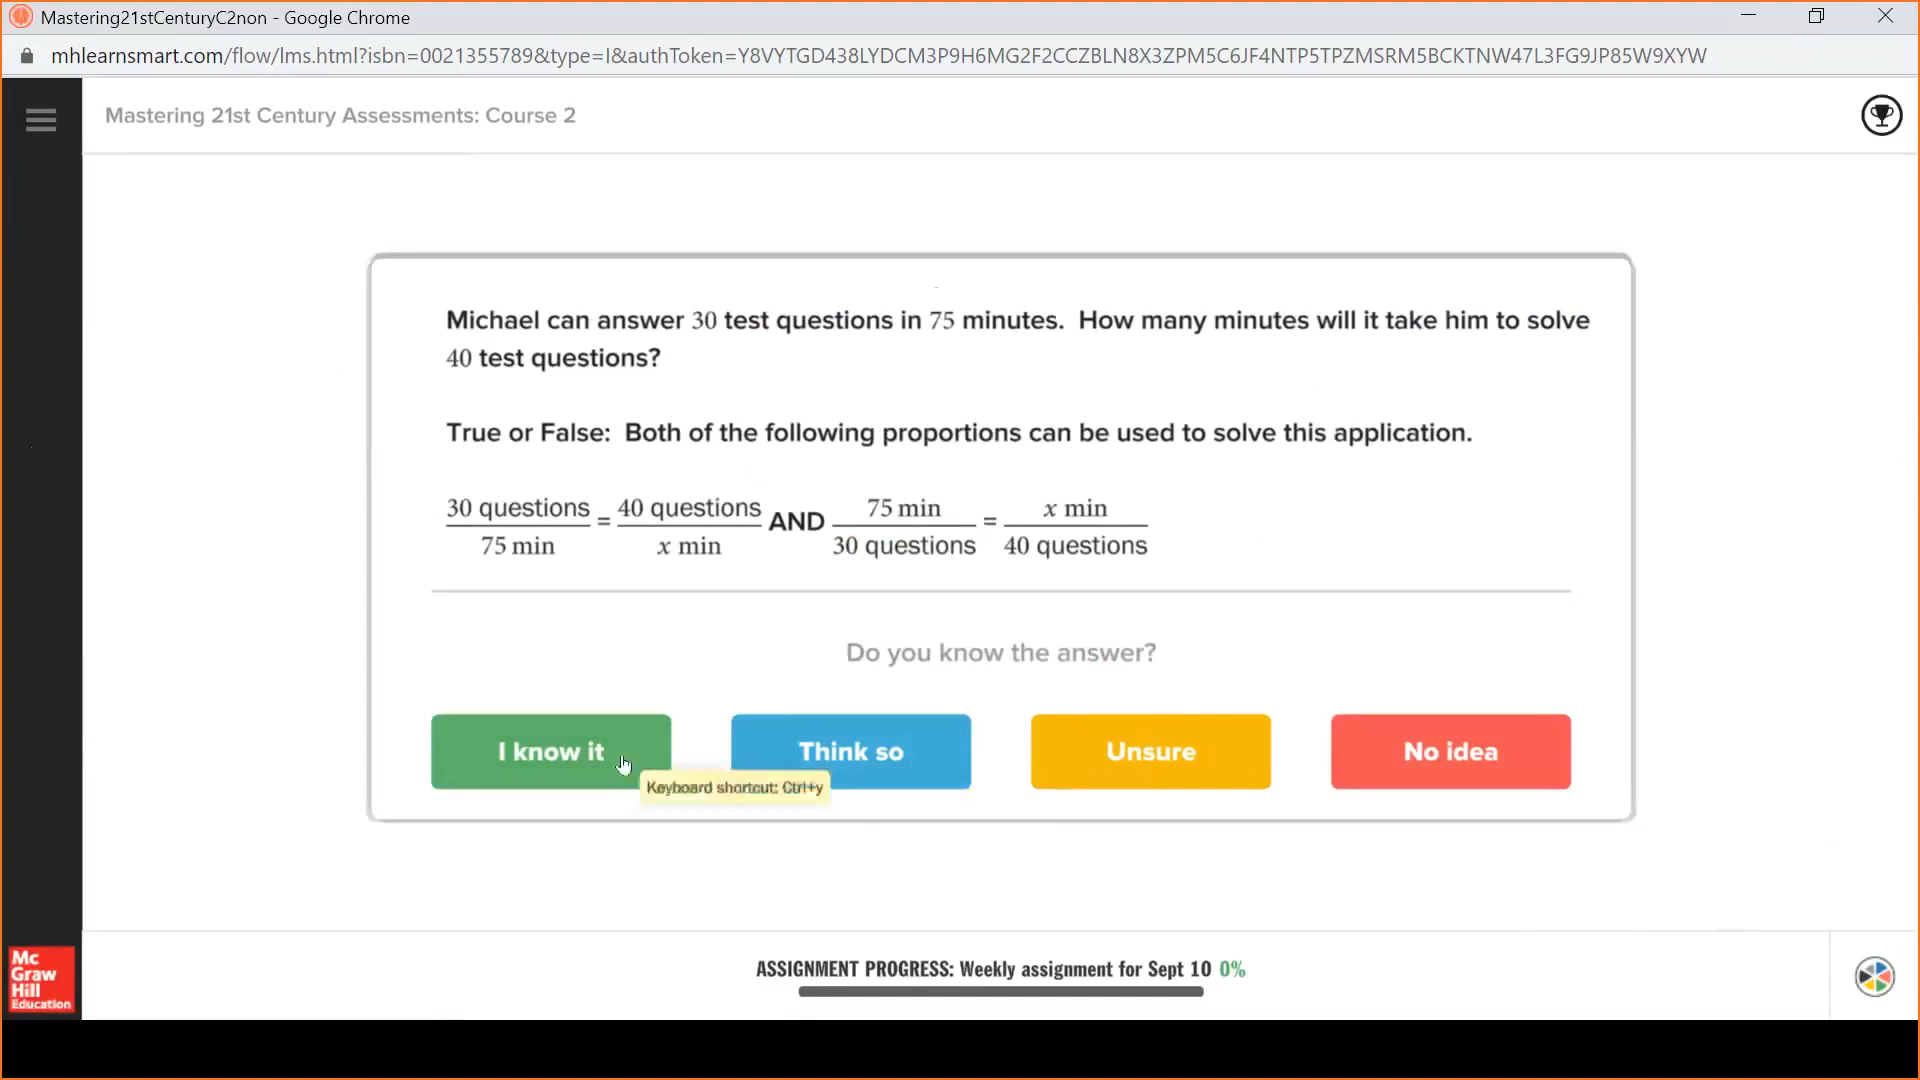 Mastering21stCenturyC2non - Google Chrome
mhlearnsmart.com/flow/lms.html?isbn=0021355789&type=I&authToken=Y8VYTGD438LYDCM3P9H6MG2F2CCZBLN8X3ZPM5C6JF4NTP5TPZMSRM5BCKTNW47L3FG9JP85W9XYW
Mastering 21st Century Assessments: Course 2
Michael can answer 30 test questions in 75 minutes. How many minutes will it take him to solve
40 test questions?
True or False: Both of the following proportions can be used to solve this application.
30 questions / 75 min = 40 questions / x min AND 75 min / 30 questions = x min / 40 questions
Do you know the answer?
I know it
Think so
Unsure
No idea
Keyboard shortcut: Ctrl+y
Mc
Graw
Hill
Education
ASSIGNMENT PROGRESS: Weekly assignment for Sept 10 0%